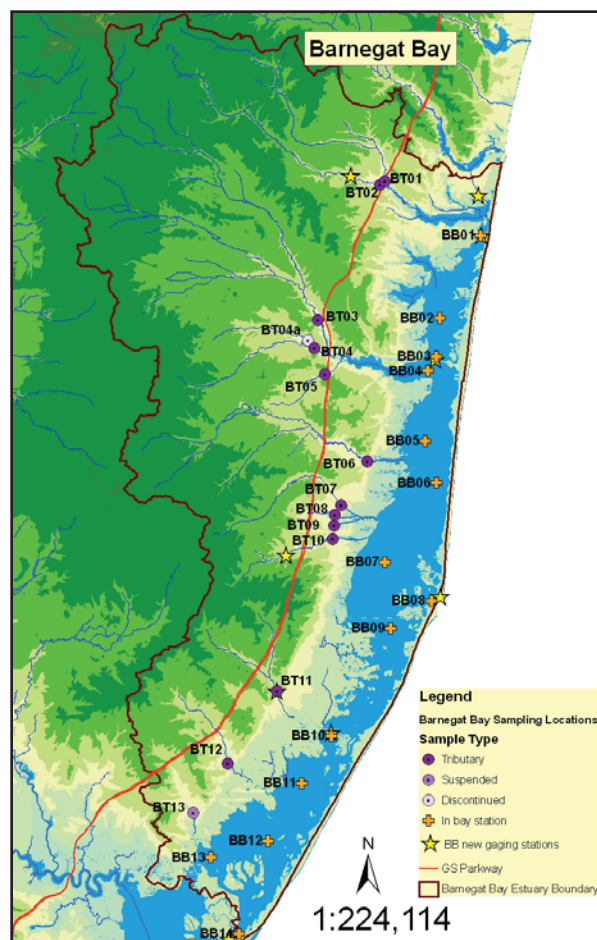 Barnegat Bay
BT01
BT02
BB01
BT03
BB02
BT04a
BT04
BB03
BB04
BT05
BB05
BT06
BB06
BT07
BT08
BT09
BT10
BB07
BB08
BB09
BT11
BB10
BT12
BB11
BT13
BB12
BB13
BB14
Legend
Barnegat Bay Sampling Locations
Sample Type
Tributary
Suspended
Discontinued
In bay station
BB new gaging stations
GS Parkway
Barnegat Bay Estuary Boundary
N
1:224,114